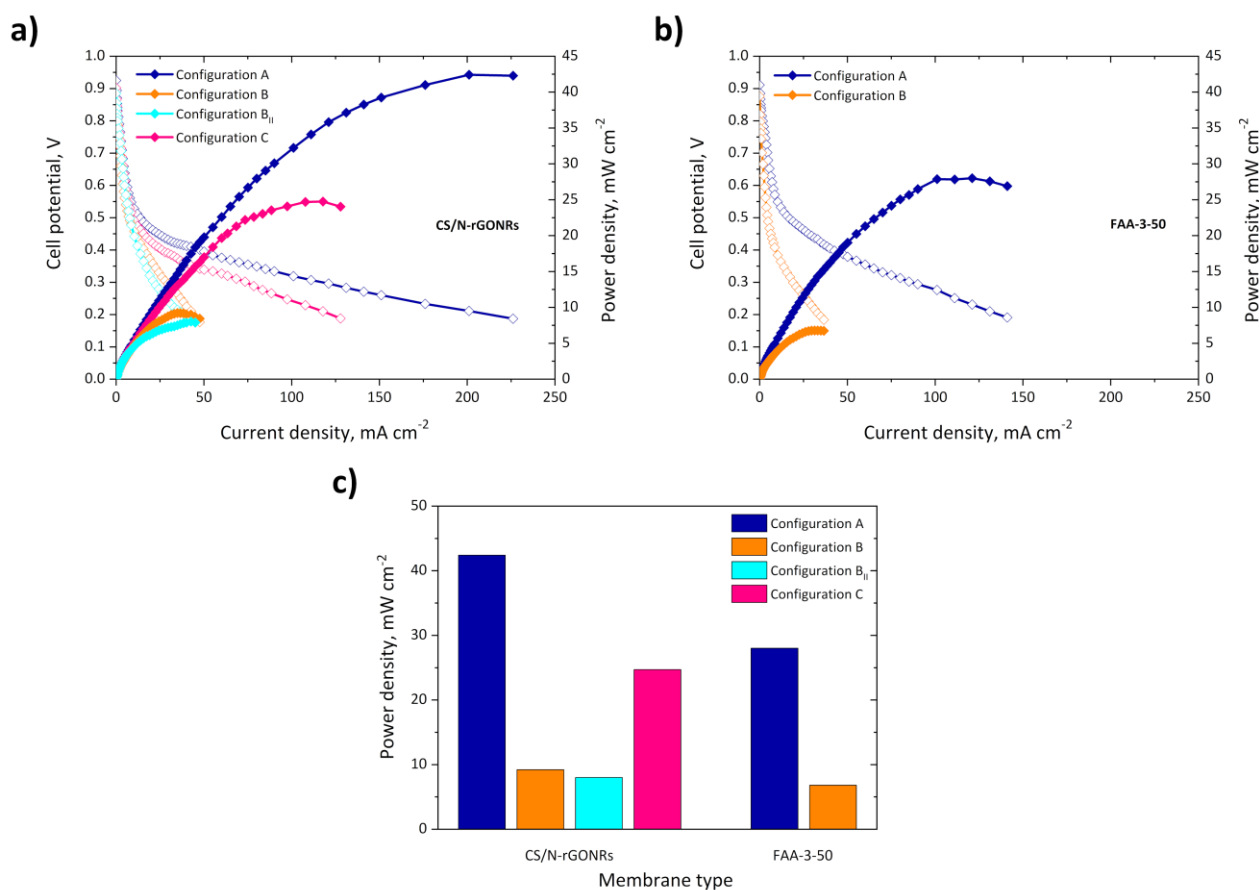 a)
1.0
0.9
0.8
0.7
0.6
0.5
0.4
0.3
0.2
0.1
0.0
Cell potential, V
Configuration A
Configuration B
Configuration B_II
Configuration C
CS/N-rGONRs
45
40
35
30
25
20
15
10
5
0
Power density, mW cm⁻²
0 50 100 150 200 250
Current density, mA cm⁻²
b)
1.0
0.9
0.8
0.7
0.6
0.5
0.4
0.3
0.2
0.1
0.0
Cell potential, V
Configuration A
Configuration B
FAA-3-50
45
40
35
30
25
20
15
10
5
0
Power density, mW cm⁻²
0 50 100 150 200 250
Current density, mA cm⁻²
c)
50
40
30
20
10
0
Power density, mW cm⁻²
Configuration A
Configuration B
Configuration B_II
Configuration C
CS/N-rGONRs FAA-3-50
Membrane type